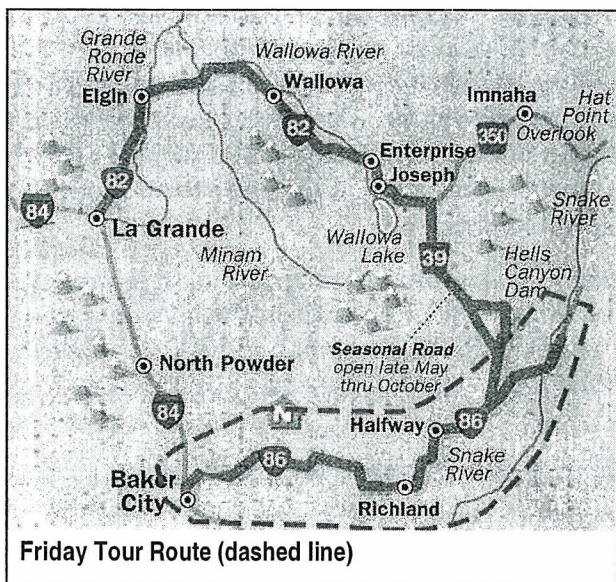 Grande
Ronde
River
Elgin
Wallowa River
Wallowa
82
Imnaha
Hat
Point
Overlook
350
Enterprise
Joseph
82
84
La Grande
Minam
River
Wallowa
Lake
39
Snake
River
Hells
Canyon
Dam
Seasonal Road
open late May
thru October
North Powder
84
N
Halfway
86
Snake
River
86
Baker
City
Richland
Friday Tour Route (dashed line)